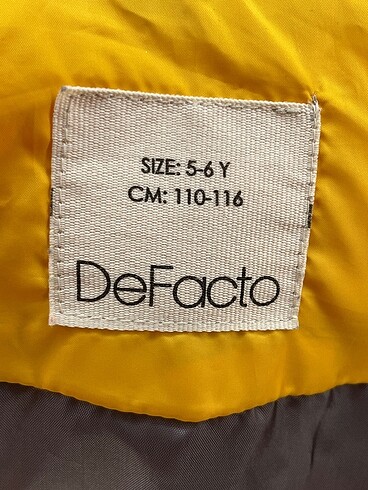 SIZE: 5-6 Y
CM: 110-116
DeFacto